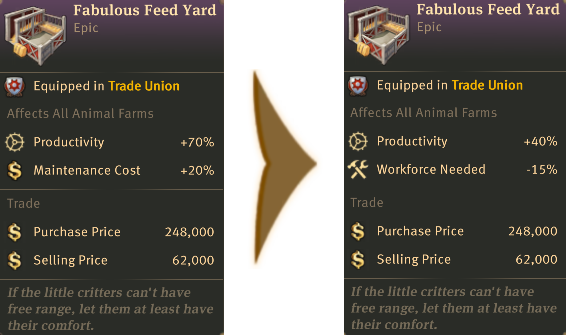 Fabulous Feed Yard
Epic
Equipped in Trade Union
Affects All Animal Farms
Productivity +70%
Maintenance Cost +20%
Trade
Purchase Price 248,000
Selling Price 62,000
If the little critters can't have
free range, let them at least have
their comfort.
Fabulous Feed Yard
Epic
Equipped in Trade Union
Affects All Animal Farms
Productivity +40%
Workforce Needed -15%
Trade
Purchase Price 248,000
Selling Price 62,000
If the little critters can't have
free range, let them at least have
their comfort.